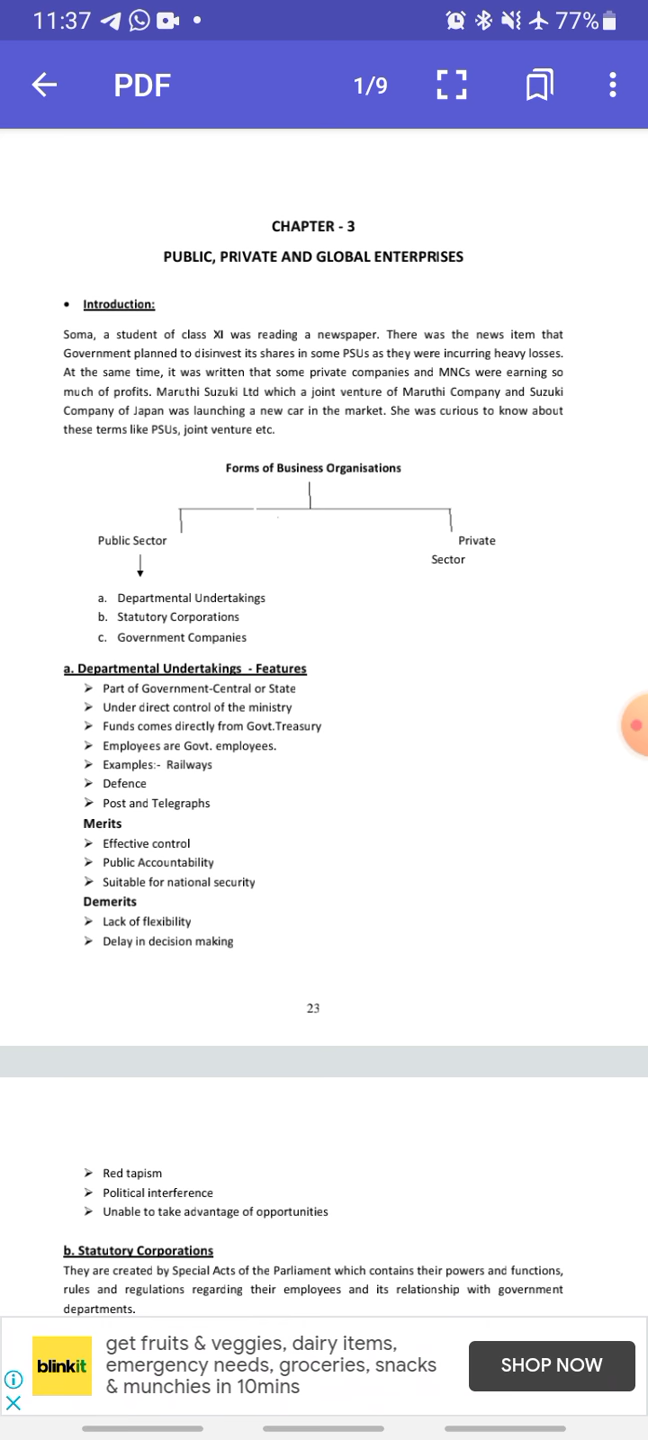 11:37 77%
PDF 1/9
CHAPTER - 3
PUBLIC, PRIVATE AND GLOBAL ENTERPRISES
• Introduction:
Soma, a student of class XI was reading a newspaper. There was the news item that
Government planned to disinvest its shares in some PSUs as they were incurring heavy losses.
At the same time, it was written that some private companies and MNCs were earning so
much of profits. Maruthi Suzuki Ltd which a joint venture of Maruthi Company and Suzuki
Company of Japan was launching a new car in the market. She was curious to know about
these terms like PSUs, joint venture etc.
Forms of Business Organisations
Public Sector Private
Sector
a. Departmental Undertakings
b. Statutory Corporations
c. Government Companies
a. Departmental Undertakings - Features
➢ Part of Government-Central or State
➢ Under direct control of the ministry
➢ Funds comes directly from Govt.Treasury
➢ Employees are Govt. employees.
➢ Examples:- Railways
➢ Defence
➢ Post and Telegraphs
Merits
➢ Effective control
➢ Public Accountability
➢ Suitable for national security
Demerits
➢ Lack of flexibility
➢ Delay in decision making
23
➢ Red tapism
➢ Political interference
➢ Unable to take advantage of opportunities
b. Statutory Corporations
They are created by Special Acts of the Parliament which contains their powers and functions,
rules and regulations regarding their employees and its relationship with government
departments.
blinkit
get fruits & veggies, dairy items,
emergency needs, groceries, snacks
& munchies in 10mins
SHOP NOW